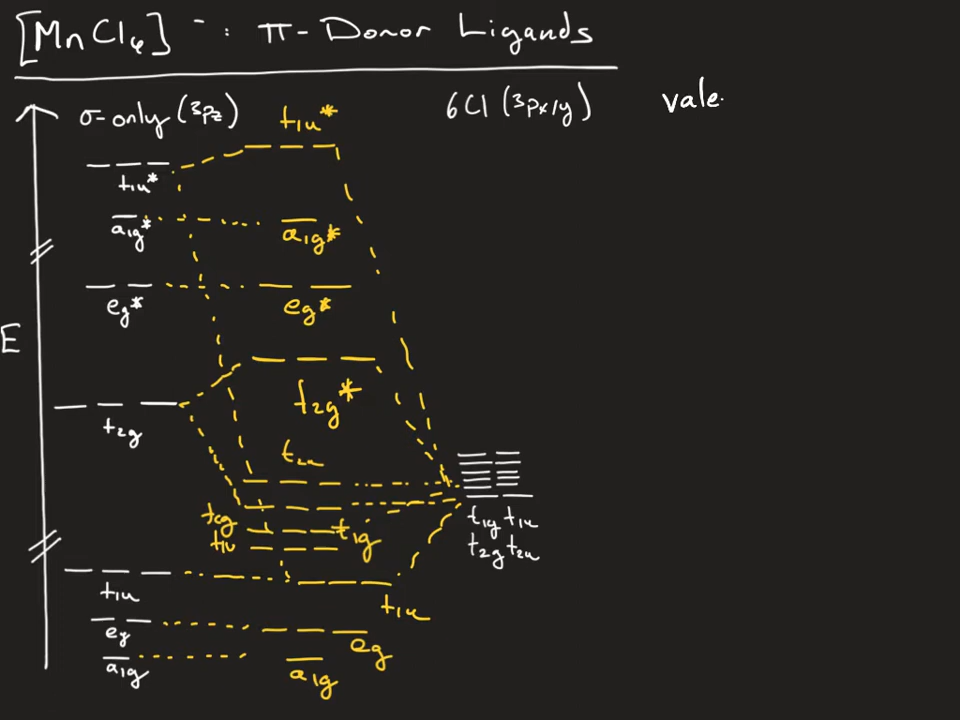 [MnCl6]⁻ : π-Donor Ligands
σ-only (3pz)
6Cl (3px/y)
vale
t1u*
t1u*
a1g*
a1g*
eg*
eg*
E
t2g
t2g*
t2u
t2g
t1g
t1u
t1g t1u
t2g t2u
t1u
t1u
eg
eg
a1g
a1g